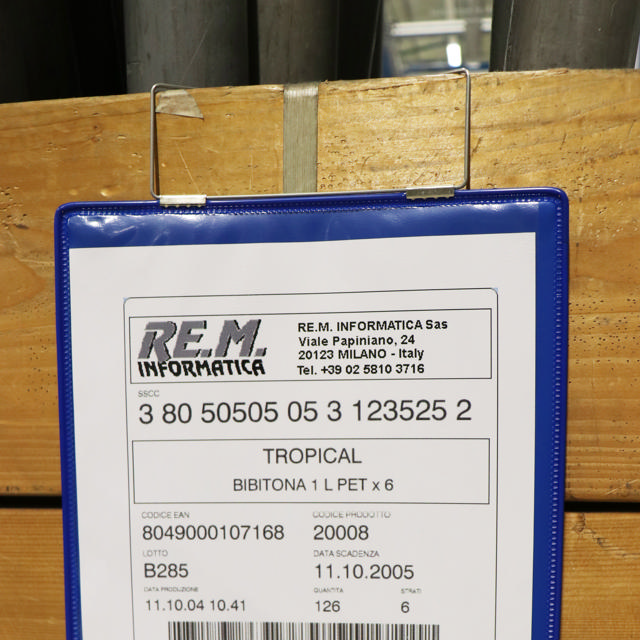 RE.M.
INFORMATICA
RE.M. INFORMATICA Sas
Viale Papiniano, 24
20123 MILANO - Italy
Tel. +39 02 5810 3716
SSCC
3 80 50505 05 3 123525 2
TROPICAL
BIBITONA 1 L PET x 6
CODICE EAN CODICE PRODOTTO
8049000107168 20008
LOTTO DATA SCADENZA
B285 11.10.2005
DATA PRODUZIONE QUANTITA STRATI
11.10.04 10.41 126 6